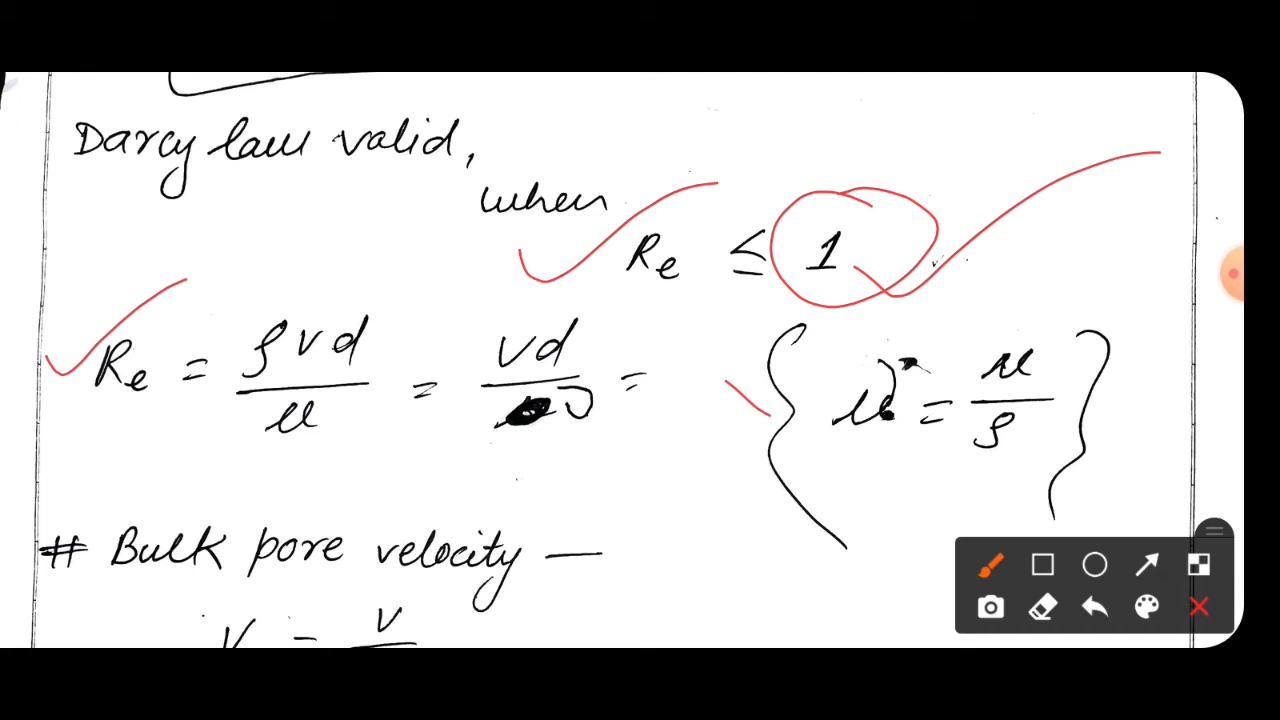 Darcy law valid,
when
Re ≤ 1
Re = ρvd/μ = vd/ν =
{ = μ/ρ }
# Bulk pore velocity —
V = V